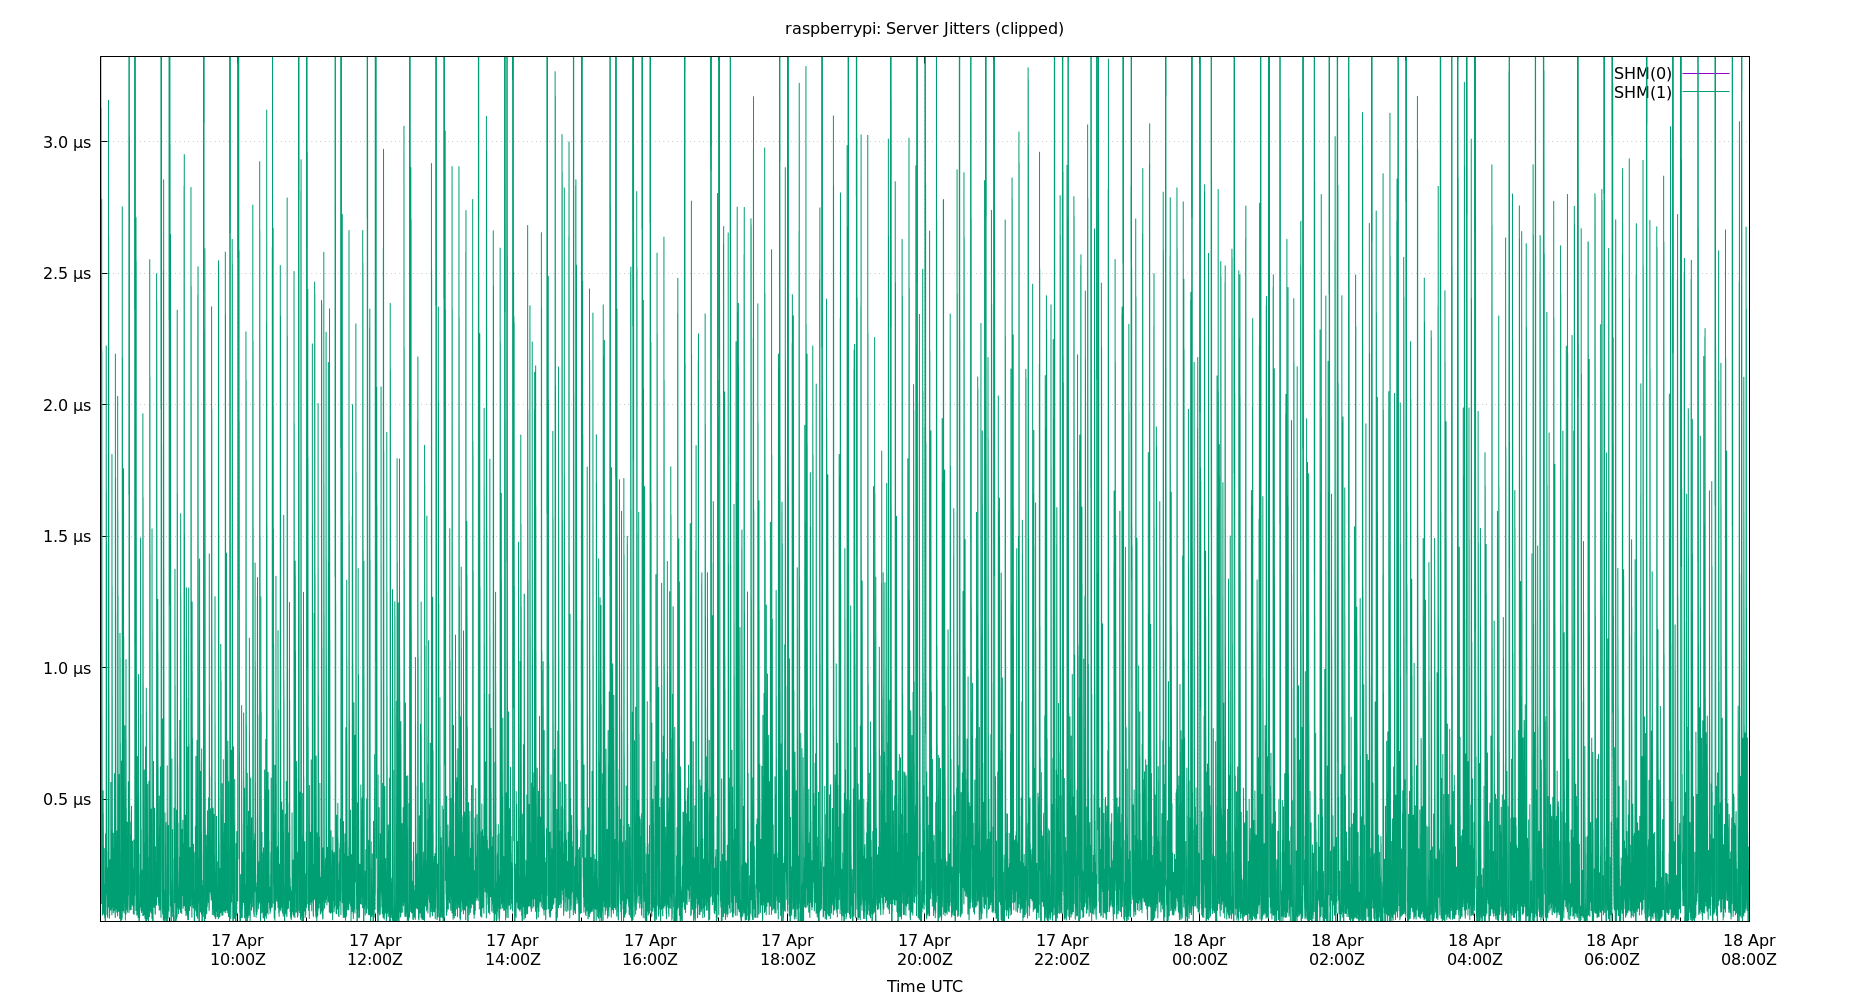 raspberrypi: Server Jitters (clipped)
SHM(0)
SHM(1)
3.0 µs
2.5 µs
2.0 µs
1.5 µs
1.0 µs
0.5 µs
17 Apr 17 Apr 17 Apr 17 Apr 17 Apr 17 Apr 17 Apr 18 Apr 18 Apr 18 Apr 18 Apr 18 Apr
10:00Z 12:00Z 14:00Z 16:00Z 18:00Z 20:00Z 22:00Z 00:00Z 02:00Z 04:00Z 06:00Z 08:00Z
Time UTC